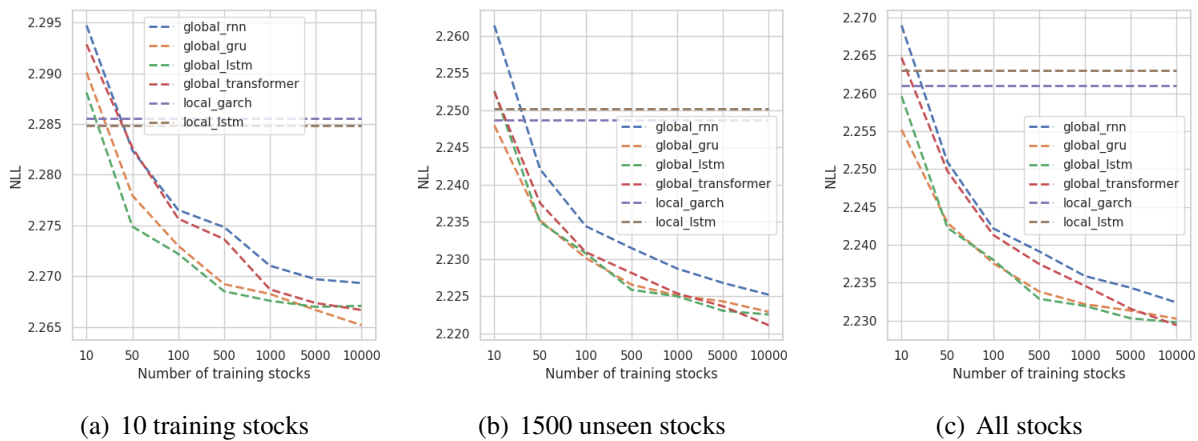 2.295
2.290
2.285
2.280
2.275
2.270
2.265
NLL
global_rnn
global_gru
global_lstm
global_transformer
local_garch
local_lstm
10 50 100 500 1000 5000 10000
Number of training stocks
(a) 10 training stocks
2.260
2.255
2.250
2.245
2.240
2.235
2.230
2.225
2.220
NLL
global_rnn
global_gru
global_lstm
global_transformer
local_garch
local_lstm
10 50 100 500 1000 5000 10000
Number of training stocks
(b) 1500 unseen stocks
2.270
2.265
2.260
2.255
2.250
2.245
2.240
2.235
2.230
NLL
global_rnn
global_gru
global_lstm
global_transformer
local_garch
local_lstm
10 50 100 500 1000 5000 10000
Number of training stocks
(c) All stocks